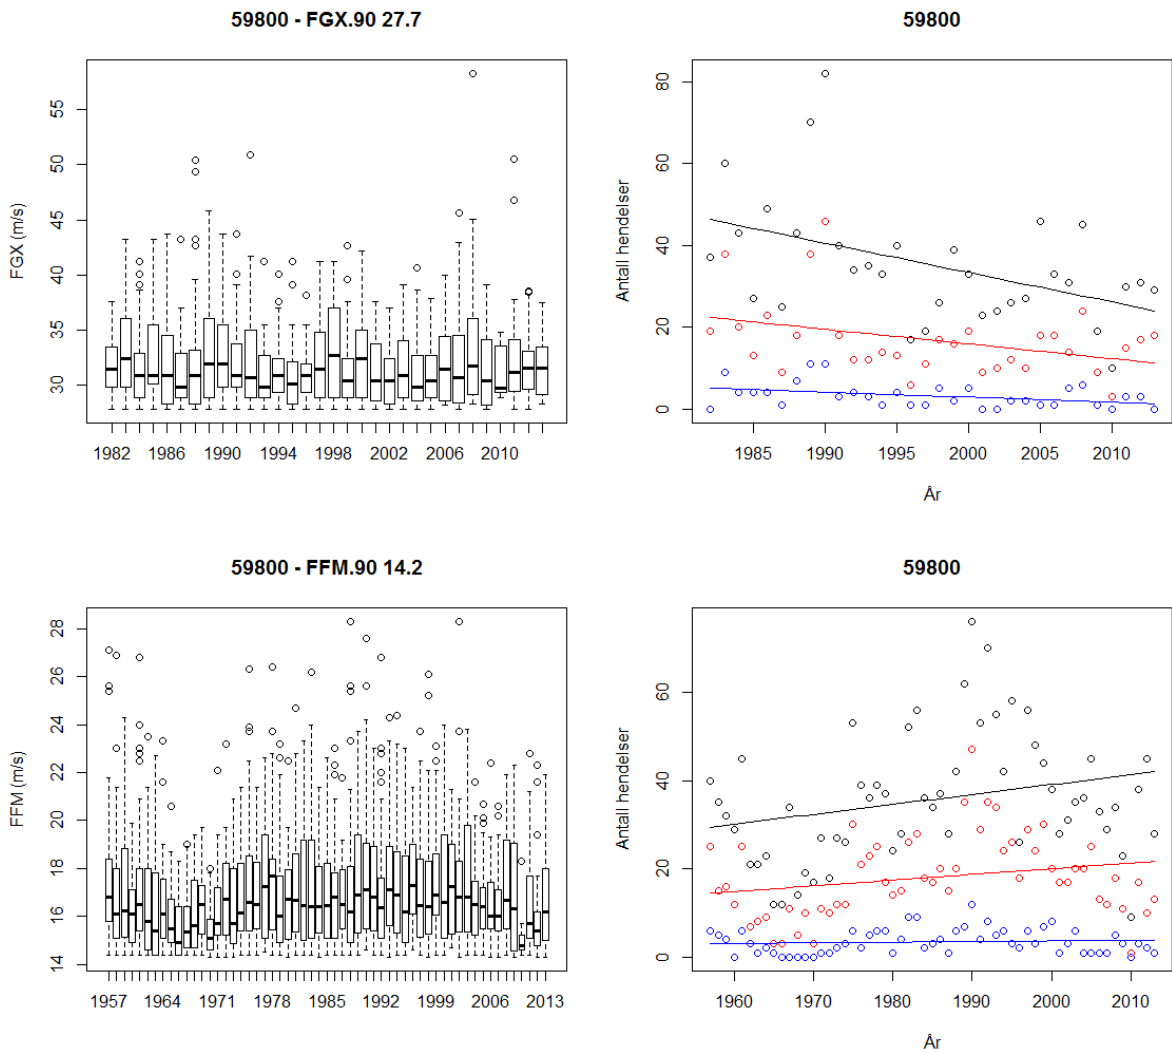 59800 - FGX.90 27.7
FGX (m/s)
55
50
45
40
35
30
1982 1986 1990 1994 1998 2002 2006 2010
59800
Antall hendelser
80
60
40
20
0
1985 1990 1995 2000 2005 2010
År
59800 - FFM.90 14.2
FFM (m/s)
28
26
24
22
20
18
16
14
1957 1964 1971 1978 1985 1992 1999 2006 2013
59800
Antall hendelser
60
40
20
0
1960 1970 1980 1990 2000 2010
År